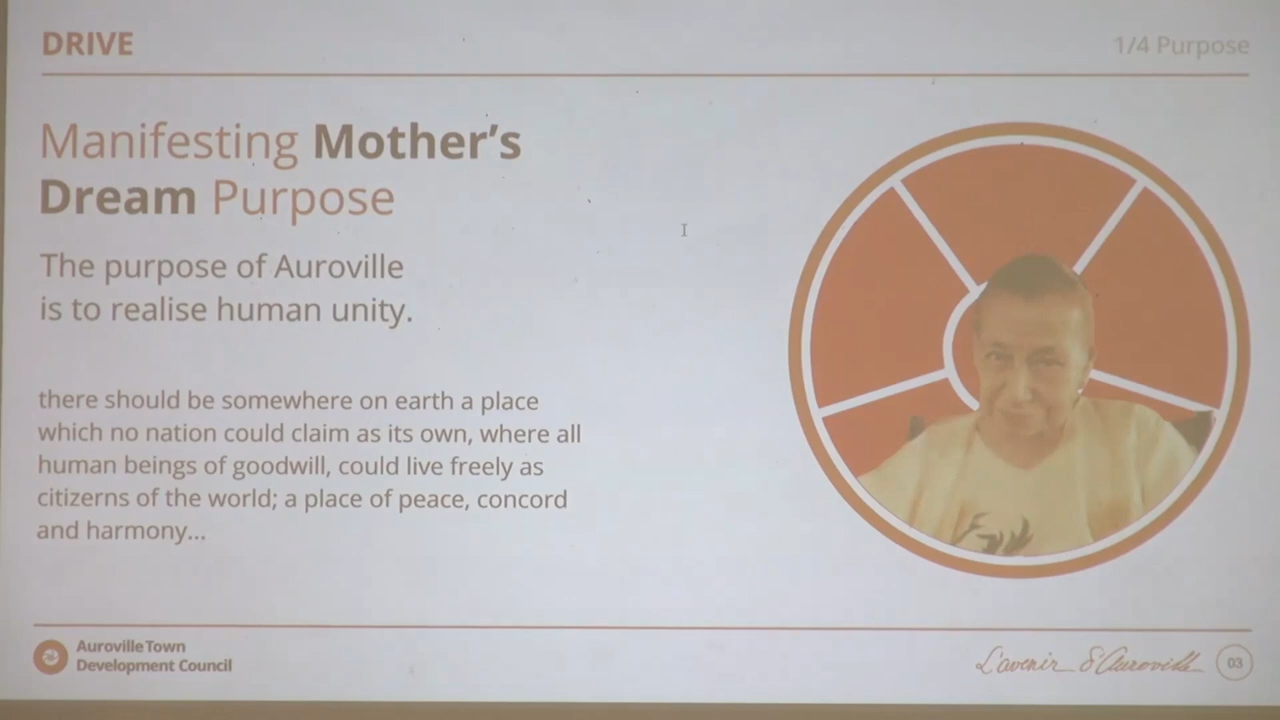 DRIVE
1/4 Purpose
Manifesting Mother's
Dream Purpose
The purpose of Auroville
is to realise human unity.
there should be somewhere on earth a place
which no nation could claim as its own, where all
human beings of goodwill, could live freely as
citizerns of the world; a place of peace, concord
and harmony...
Auroville Town
Development Council
L'avenir d'Auroville
03